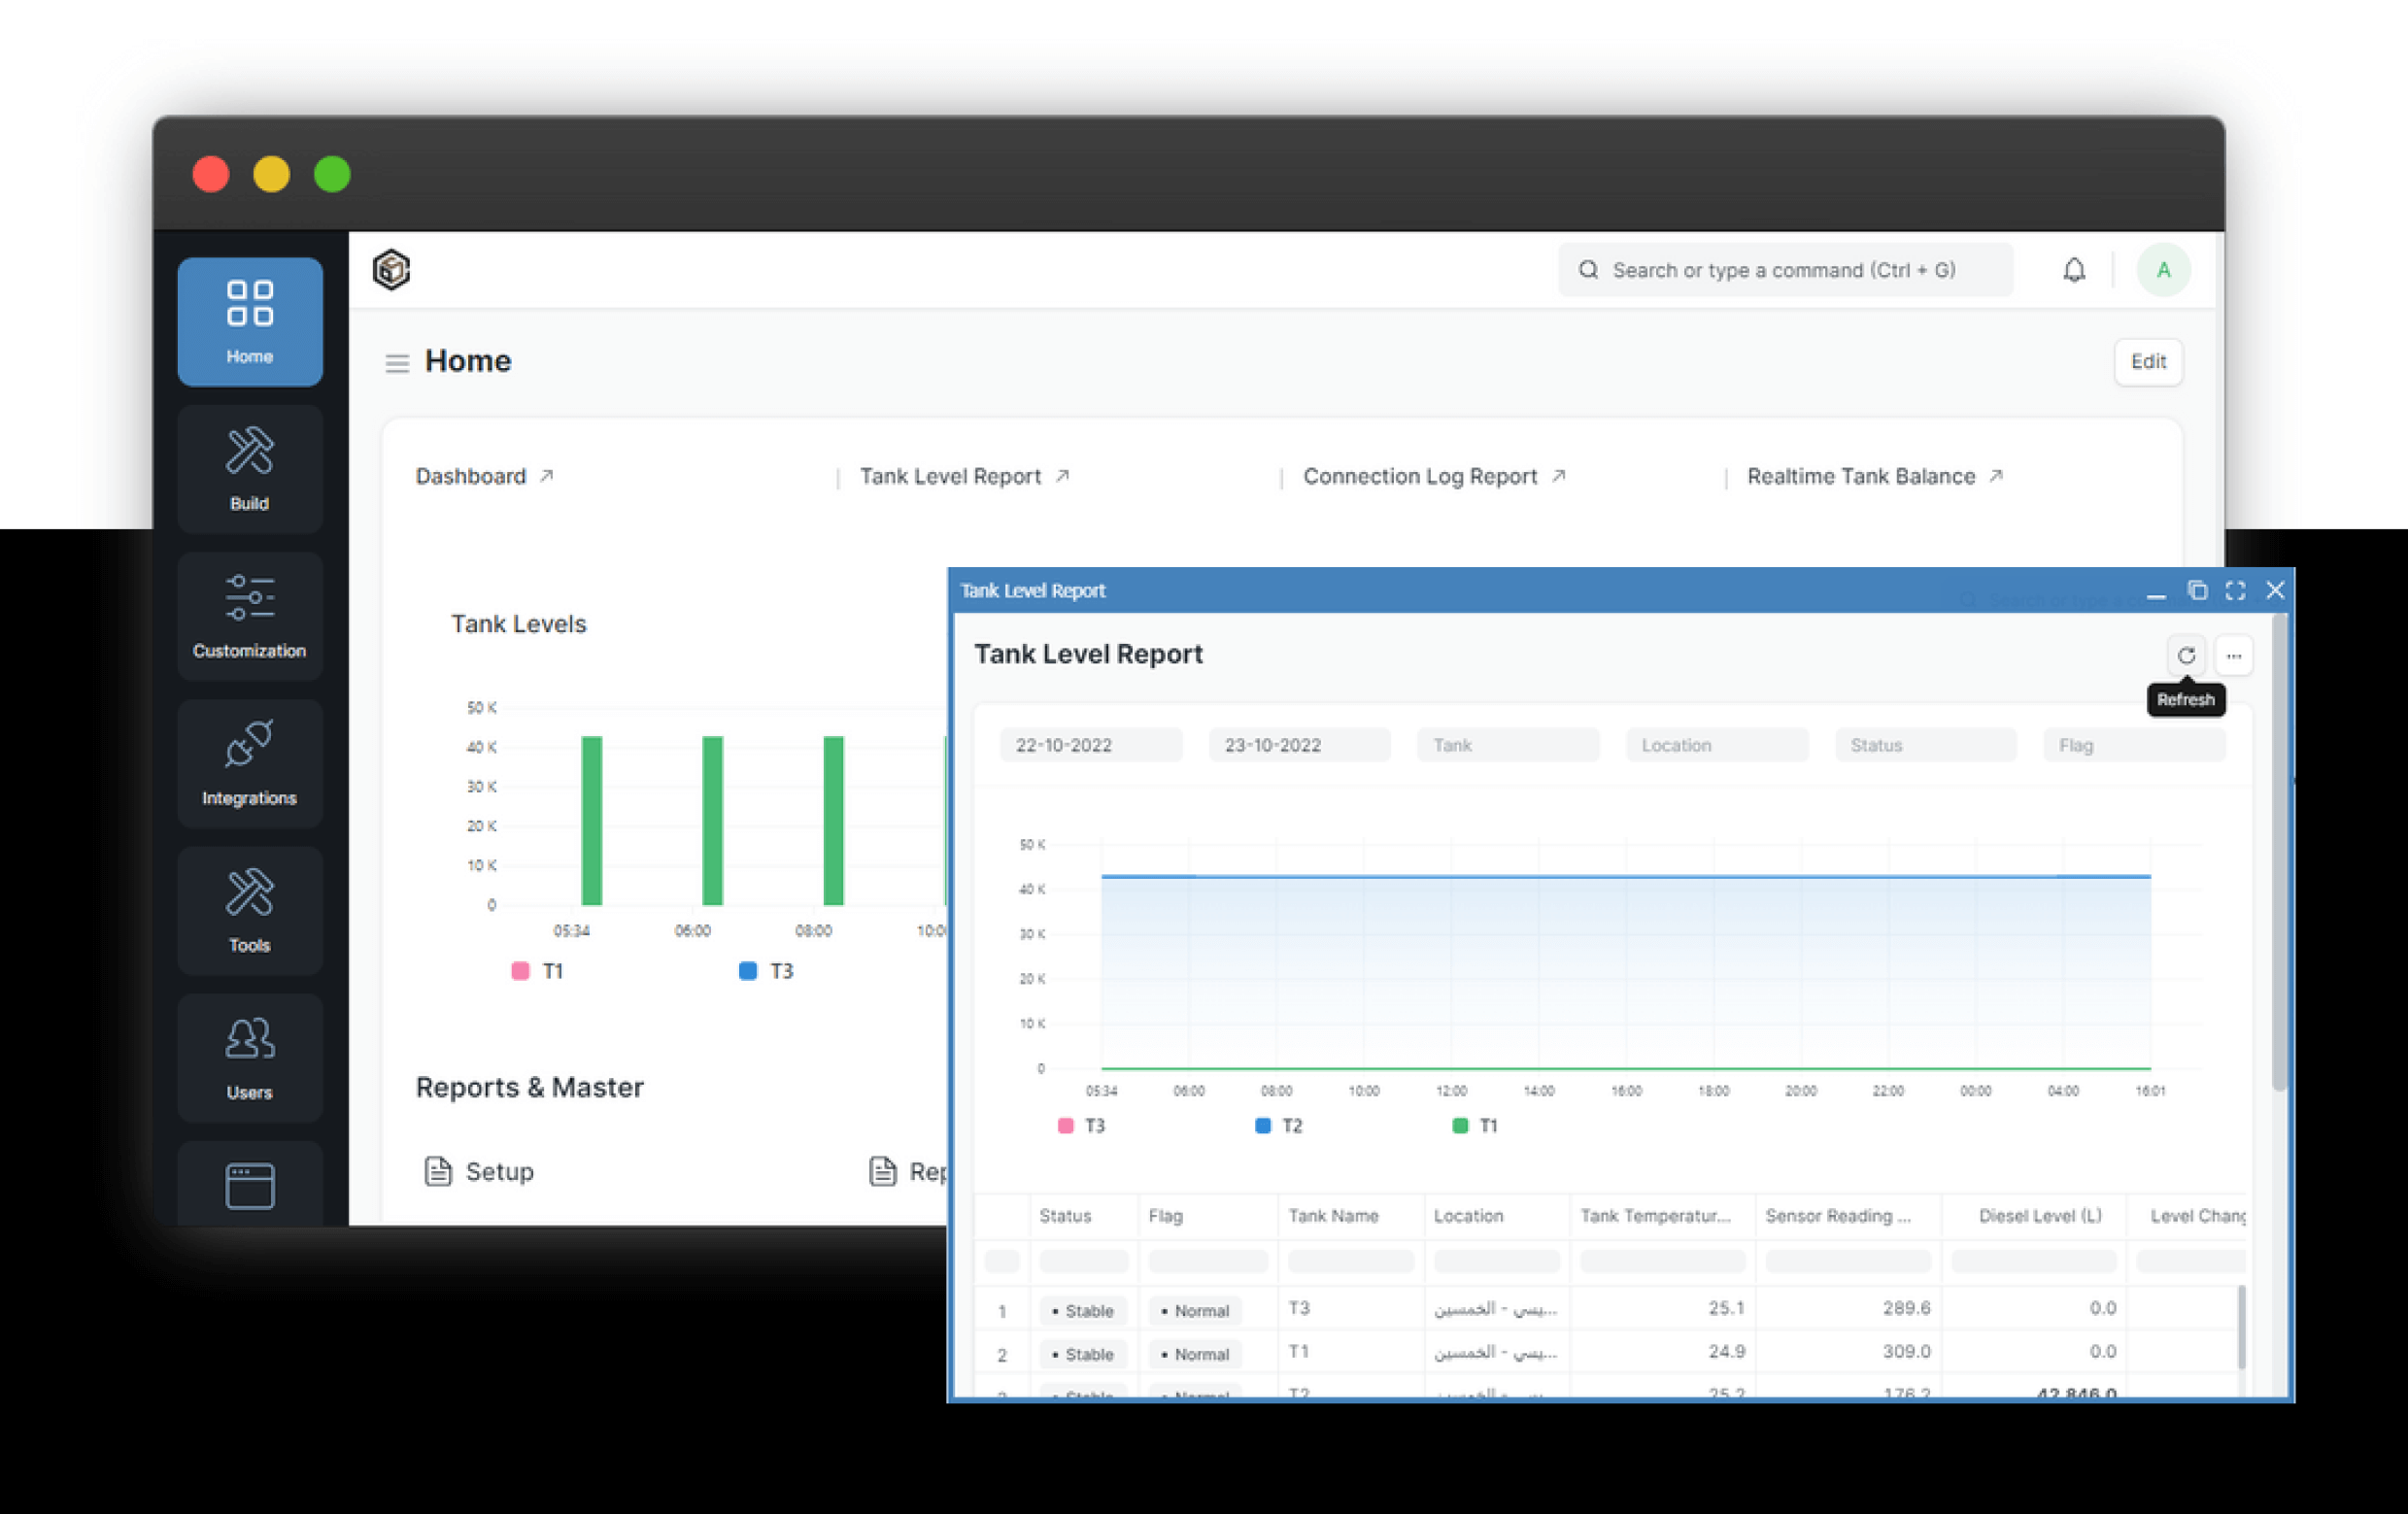 Search or type a command (Ctrl + G)
A
Home
Home
Edit
Build
Dashboard
Tank Level Report
Connection Log Report
Realtime Tank Balance
Customization
Tank Levels
50 K
40 K
30 K
20 K
10 K
0
05:34 06:00 08:00
T1 T3
Integrations
Tools
Users
Reports & Master
Setup
Tank Level Report
Tank Level Report
...
Refresh
22-10-2022 23-10-2022 Tank Location Status Flag
50 K
40 K
30 K
20 K
10 K
0
05:34 06:00 08:00 10:00 12:00 14:00 16:00 18:00 20:00 22:00 00:00 04:00 16:01
T3 T2 T1
Status Flag Tank Name Location Tank Temperatur... Sensor Reading ... Diesel Level (L) Level Chang
1 • Stable • Normal T3 يسي - الخمسين... 25.1 289.6 0.0
2 • Stable • Normal T1 يسي - الخمسين... 24.9 309.0 0.0
Stable Normal T2 25.2 176.2 42,846.0